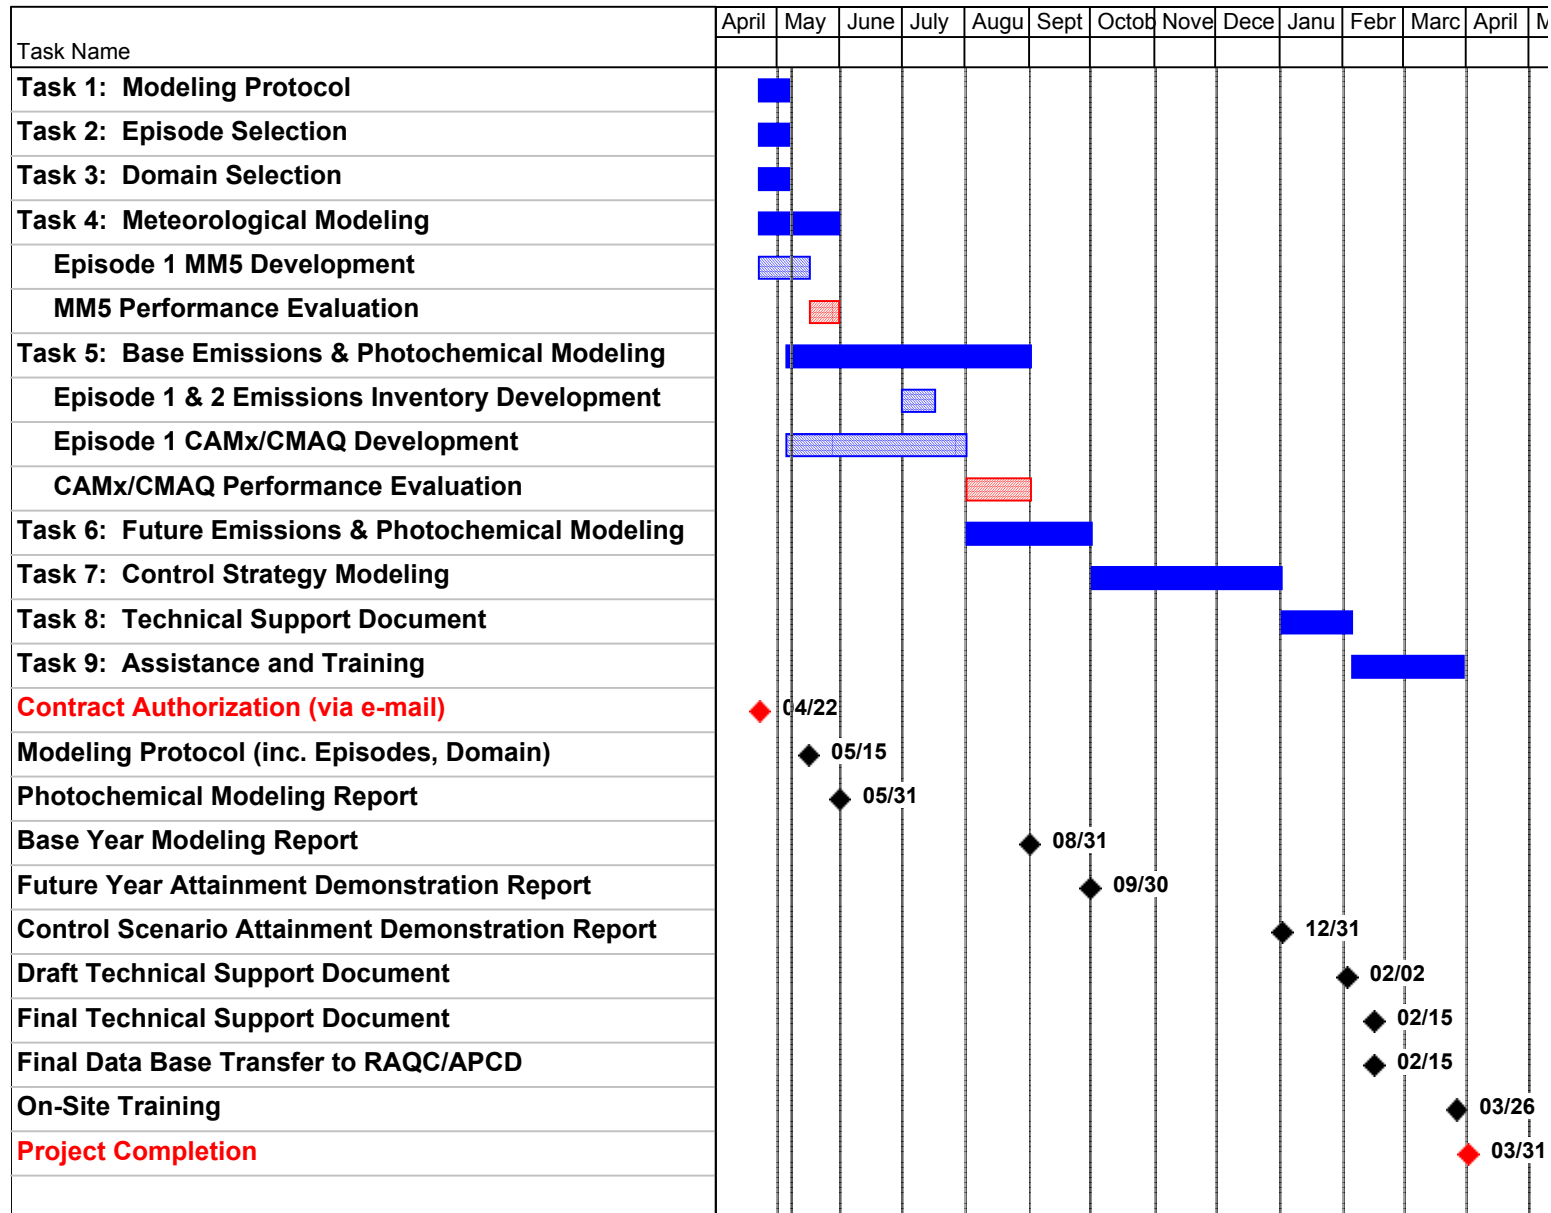 April May June July Augu Sept Octob Nove Dece Janu Febr Marc April M
Task Name
Task 1: Modeling Protocol
Task 2: Episode Selection
Task 3: Domain Selection
Task 4: Meteorological Modeling
Episode 1 MM5 Development
MM5 Performance Evaluation
Task 5: Base Emissions & Photochemical Modeling
Episode 1 & 2 Emissions Inventory Development
Episode 1 CAMx/CMAQ Development
CAMx/CMAQ Performance Evaluation
Task 6: Future Emissions & Photochemical Modeling
Task 7: Control Strategy Modeling
Task 8: Technical Support Document
Task 9: Assistance and Training
Contract Authorization (via e-mail) 04/22
Modeling Protocol (inc. Episodes, Domain) 05/15
Photochemical Modeling Report 05/31
Base Year Modeling Report 08/31
Future Year Attainment Demonstration Report 09/30
Control Scenario Attainment Demonstration Report 12/31
Draft Technical Support Document 02/02
Final Technical Support Document 02/15
Final Data Base Transfer to RAQC/APCD 02/15
On-Site Training 03/26
Project Completion 03/31